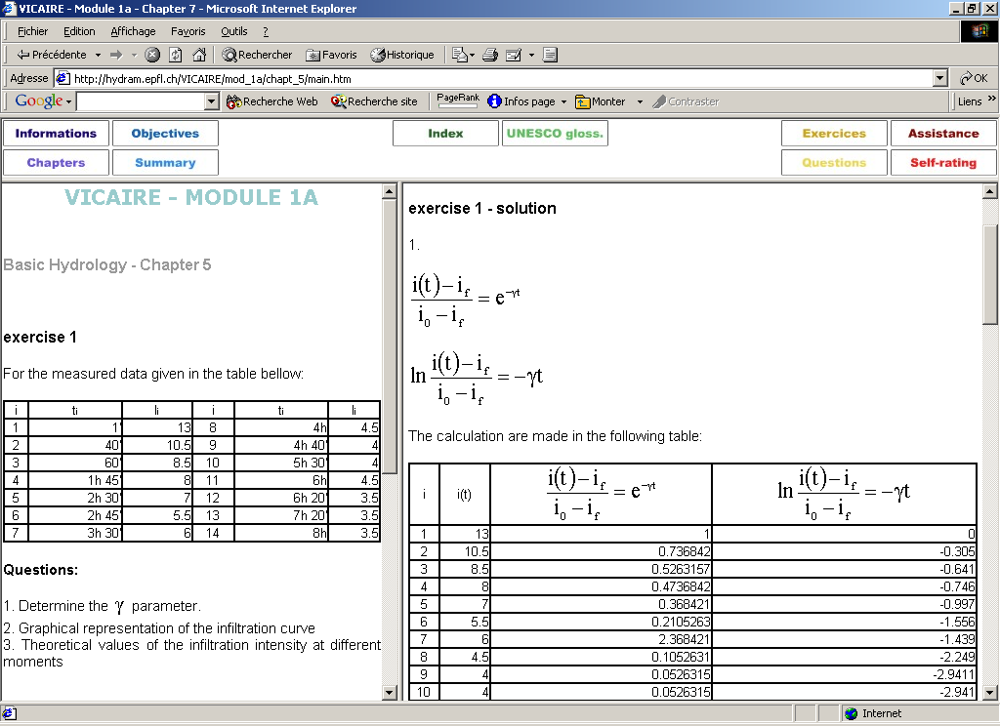 VICAIRE - Module 1a - Chapter 7 - Microsoft Internet Explorer
Fichier Edition Affichage Favoris Outils ?
Précédente Rechercher Favoris Historique
Adresse http://hydram.epfl.ch/VICAIRE/mod_1a/chapt_5/main.htm OK
Google Recherche Web Recherche site PageRank Infos page Monter Contraster Liens »
Informations Objectives Index UNESCO gloss. Exercices Assistance
Chapters Summary Questions Self-rating
VICAIRE - MODULE 1A
Basic Hydrology - Chapter 5
exercise 1
For the measured data given in the table bellow:
i ti Ii i ti Ii
1 1' 13 8 4h 4.5
2 40' 10.5 9 4h 40' 4
3 60' 8.5 10 5h 30' 4
4 1h 45' 8 11 6h 4.5
5 2h 30' 7 12 6h 20' 3.5
6 2h 45' 5.5 13 7h 20' 3.5
7 3h 30' 6 14 8h 3.5
Questions:
1. Determine the γ parameter.
2. Graphical representation of the infiltration curve
3. Theoretical values of the infiltration intensity at different
moments
exercise 1 - solution
1.
i(t) − i_f / i_0 − i_f = e^−γt
ln i(t) − i_f / i_0 − i_f = −γt
The calculation are made in the following table:
i i(t) i(t) − i_f / i_0 − i_f = e^−γt ln i(t) − i_f / i_0 − i_f = −γt
1 13 1 0
2 10.5 0.736842 -0.305
3 8.5 0.5263157 -0.641
4 8 0.4736842 -0.746
5 7 0.368421 -0.997
6 5.5 0.2105263 -1.556
7 6 2.368421 -1.439
8 4.5 0.1052631 -2.249
9 4 0.0526315 -2.9411
10 4 0.0526315 -2.941
Internet